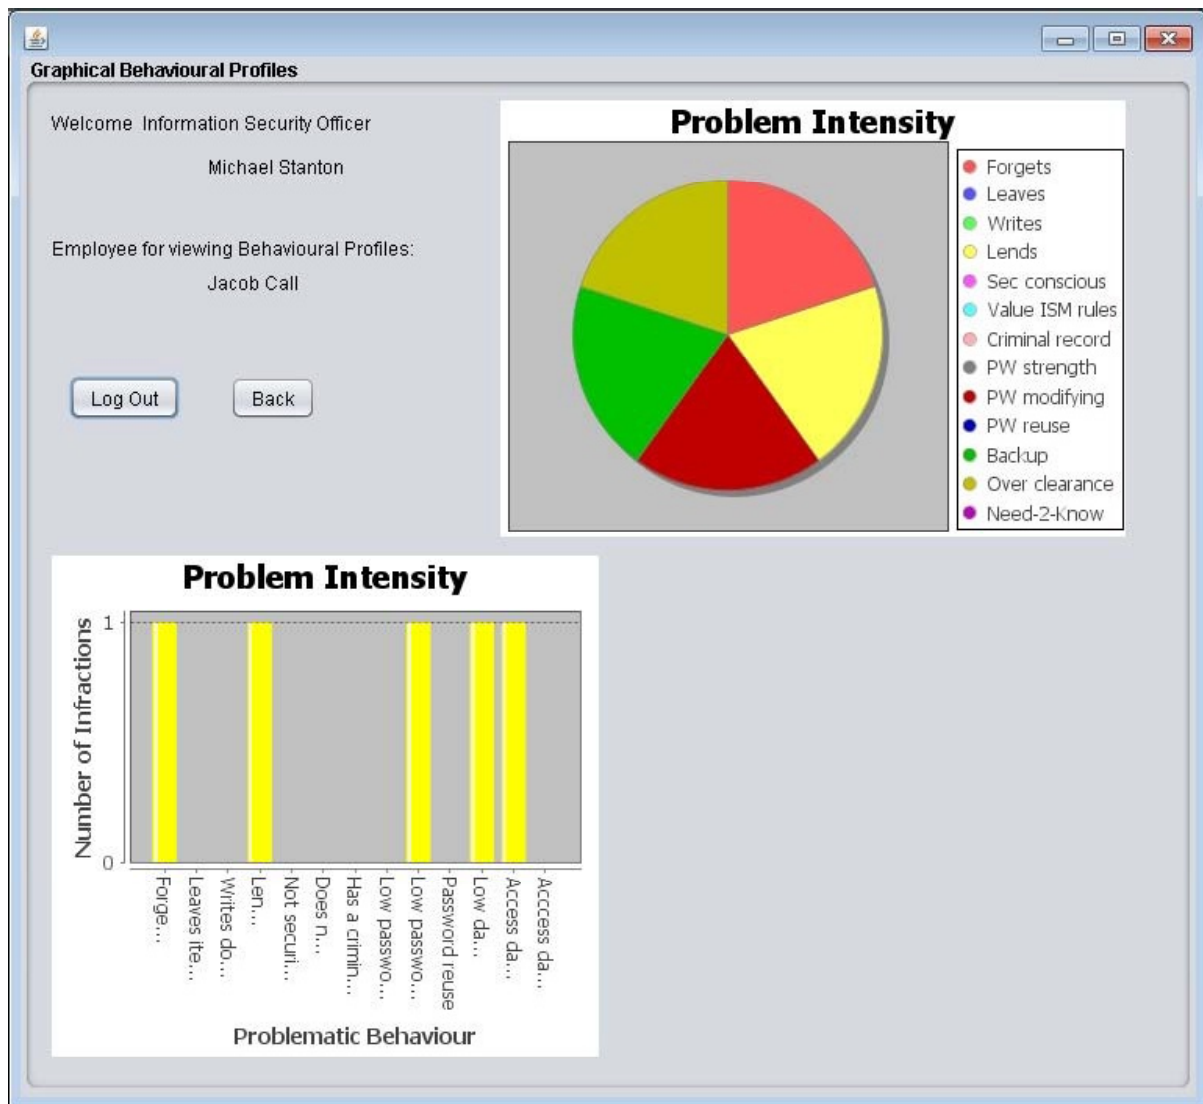 Graphical Behavioural Profiles
Welcome Information Security Officer
Michael Stanton
Employee for viewing Behavioural Profiles:
Jacob Call
Log Out
Back
Problem Intensity
Forgets
Leaves
Writes
Lends
Sec conscious
Value ISM rules
Criminal record
PW strength
PW modifying
PW reuse
Backup
Over clearance
Need-2-Know
Problem Intensity
Number of Infractions
1
0
Forge...
Leaves ite...
Writes do...
Len...
Not securi...
Does n...
Has a crimin...
Low passwo...
Low passwo...
Password reuse
Low da...
Access da...
Acccess da...
Problematic Behaviour